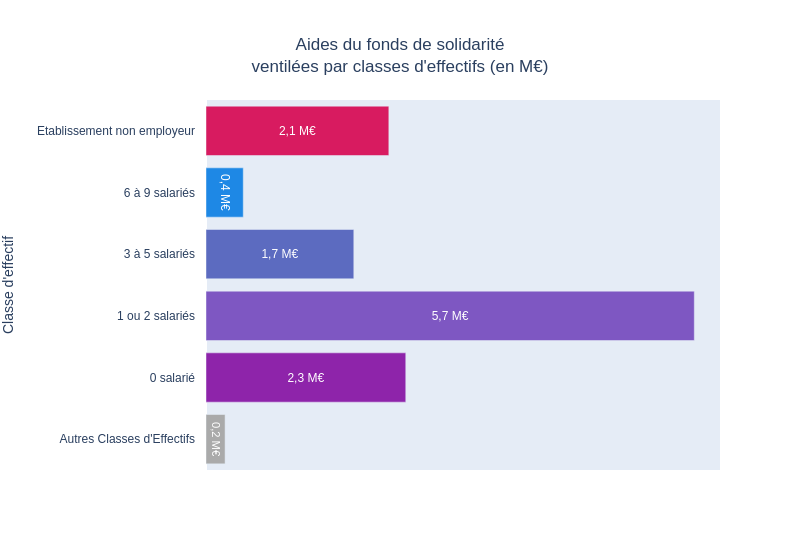 Aides du fonds de solidarité
ventilées par classes d'effectifs (en M€)
Classe d'effectif
Etablissement non employeur
2,1 M€
6 à 9 salariés
0,4 M€
3 à 5 salariés
1,7 M€
1 ou 2 salariés
5,7 M€
0 salarié
2,3 M€
Autres Classes d'Effectifs
0,2 M€